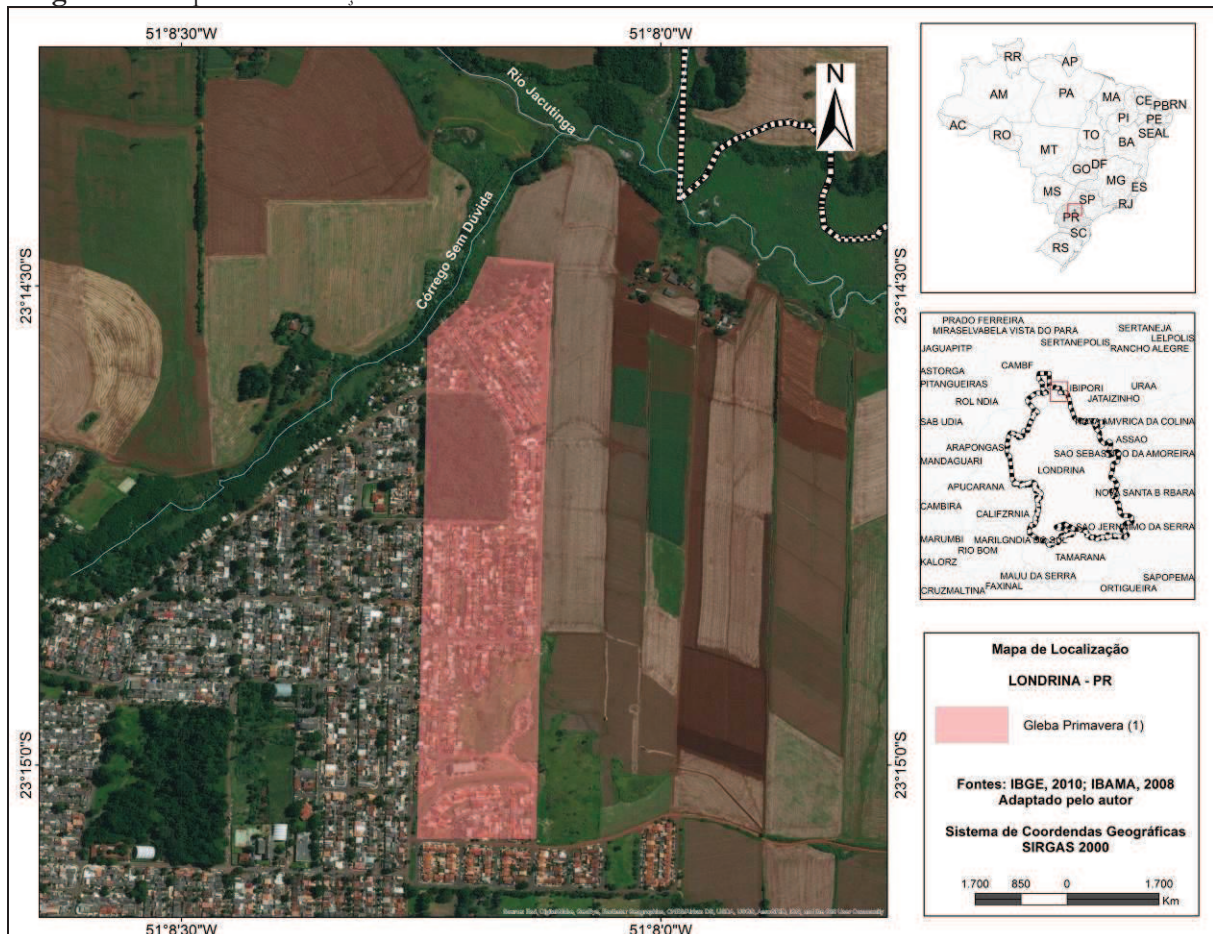 51°8'30"W
51°8'0"W
23°14'30"S
23°14'30"S
23°15'0"S
23°15'0"S
51°8'30"W
51°8'0"W
Rio Jacutinga
Córrego Sem Dúvida
N
RR
AP
AM
PA
MA
CE
RN
PB
PI
PE
AC
SEAL
RO
TO
BA
MT
DF
GO
MG
MS
ES
SP
RJ
PR
SC
RS
PRADO FERREIRA
SERTANEJA
MIRASELVABELA VISTA DO PARA
LELPOLIS
SERTANEPOLIS
JAGUAPITP
RANCHO ALEGRE
CAMBF
ASTORGA
PITANGUEIRAS
IBIPORI
URAA
ROL NDIA
JATAIZINHO
SAB UDIA
AMVRICA DA COLINA
ASSAO
ARAPONGAS
SAO SEBAS DO DA AMOREIRA
MANDAGUARI
LONDRINA
APUCARANA
NOVA SANTA B RBARA
CAMBIRA
CALIFZRNIA
SAO JERINIMO DA SERRA
MARUMBI
RIO BOM
TAMARANA
KALORZ
MAUU DA SERRA
SAPOPEMA
FAXINAL
CRUZMALTINA
ORTIGUEIRA
Mapa de Localização
LONDRINA - PR
Gleba Primavera (1)
Fontes: IBGE, 2010; IBAMA, 2008
Adaptado pelo autor
Sistema de Coordendas Geográficas
SIRGAS 2000
1.700 850 0 1.700
Km